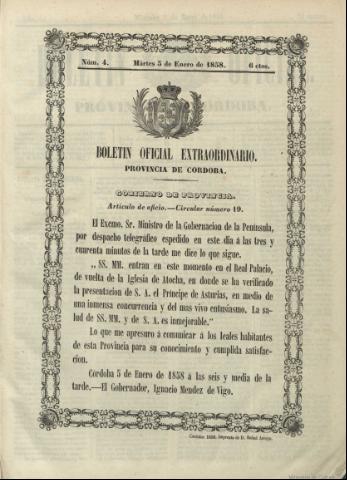 Núm. 4. Mártes 5 de Enero de 1858. 6 ctos.
BOLETIN OFICIAL EXTRAORDINARIO.
PROVINCIA DE CORDOBA.
GOBIERNO DE PROVINCIA.
Artículo de oficio.—Circular número 19.
El Excmo. Sr. Ministro de la Gobernacion de la Península,
por despacho telegráfico espedido en este dia á las tres y
cuarenta minutos de la tarde me dice lo que sigue.
,,SS. MM. entran en este momento en el Real Palacio,
de vuelta de la Iglesia de Atocha, en donde se ha verificado
la presentacion de S. A. el Príncipe de Asturias, en medio de
una inmensa concurrencia y del mas vivo entusiasmo. La sa-
lud de SS. MM. y de S. A. es inmejorable."
Lo que me apresuro á comunicar á los leales habitantes
de esta Provincia para su conocimiento y cumplida satisfac-
cion.
Cordoba 5 de Enero de 1858 á las seis y media de la
tarde.—El Gobernador, Ignacio Mendez de Vigo.
Cordoba: 1858. Imprenta de D. Rafael Arroyo.